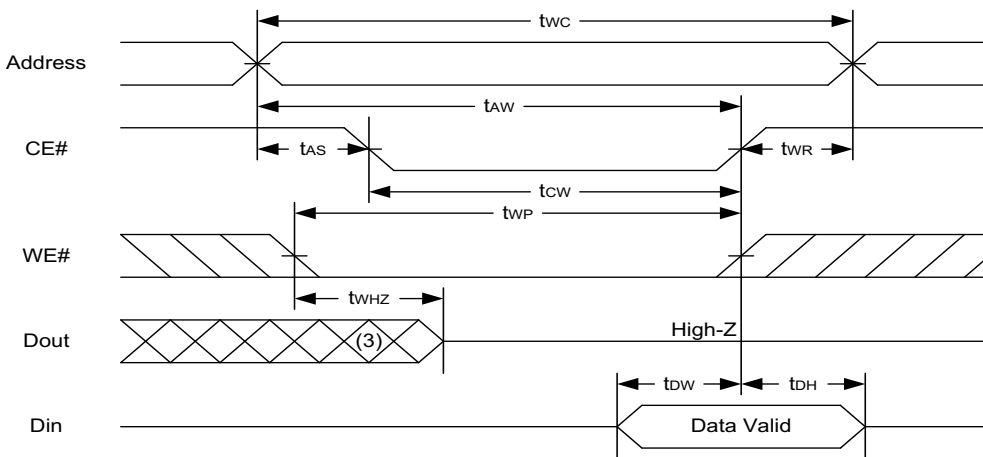 tWC
Address
tAW
CE#
tAS
tWR
tCW
tWP
WE#
tWHZ
Dout
(3)
High-Z
tDW
tDH
Din
Data Valid